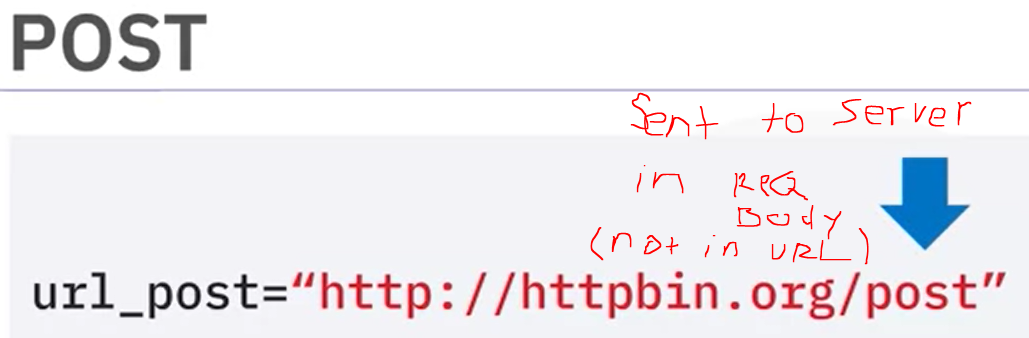 POST
Sent to server
in ReQ
BODY
(not in URL)
url_post=“http://httpbin.org/post”